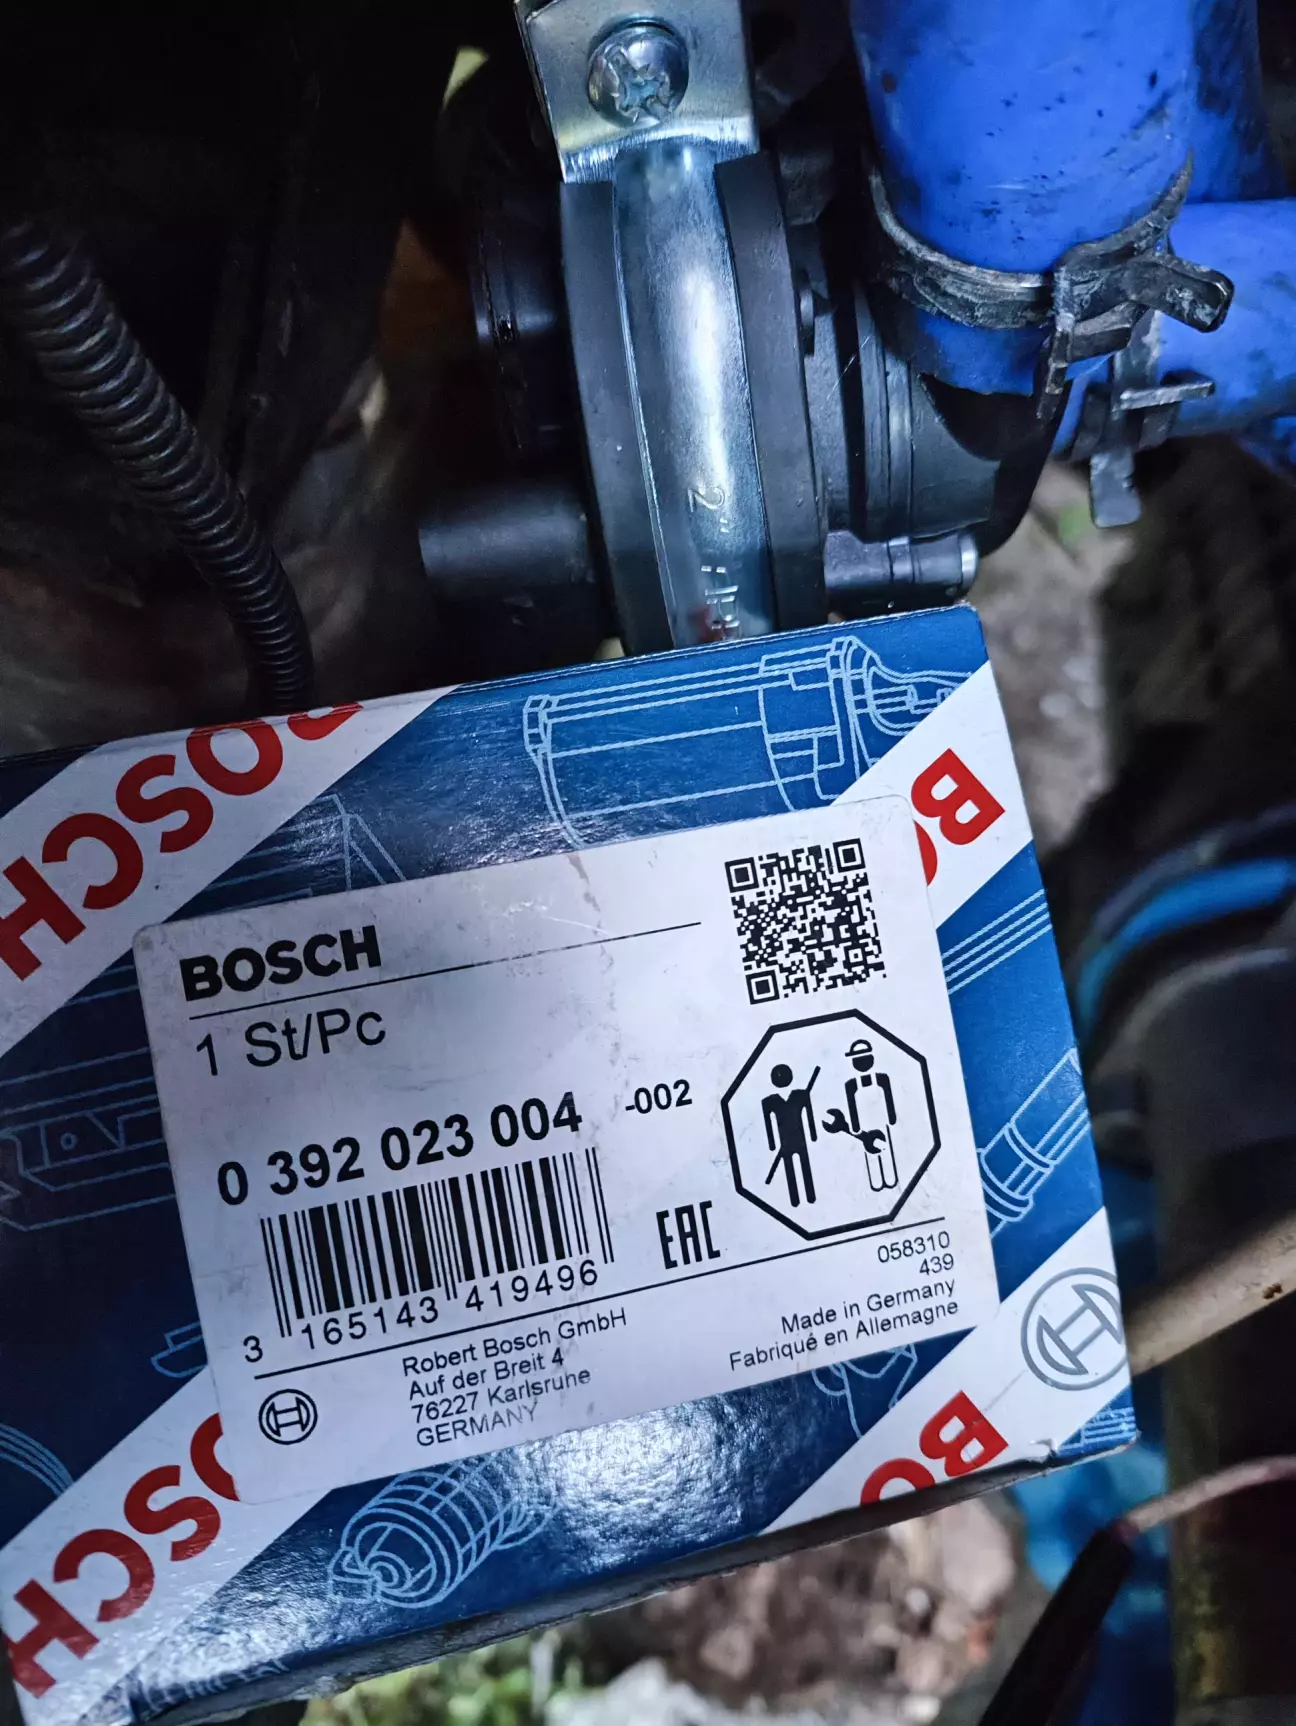 2"
BOSCH
BOSCH
BOSCH
1 St/Pc
0 392 023 004 -002
3 165143 419496
EAC
058310
439
Made in Germany
Fabriqué en Allemagne
Robert Bosch GmbH
Auf der Breit 4
76227 Karlsruhe
GERMANY
BOSCH